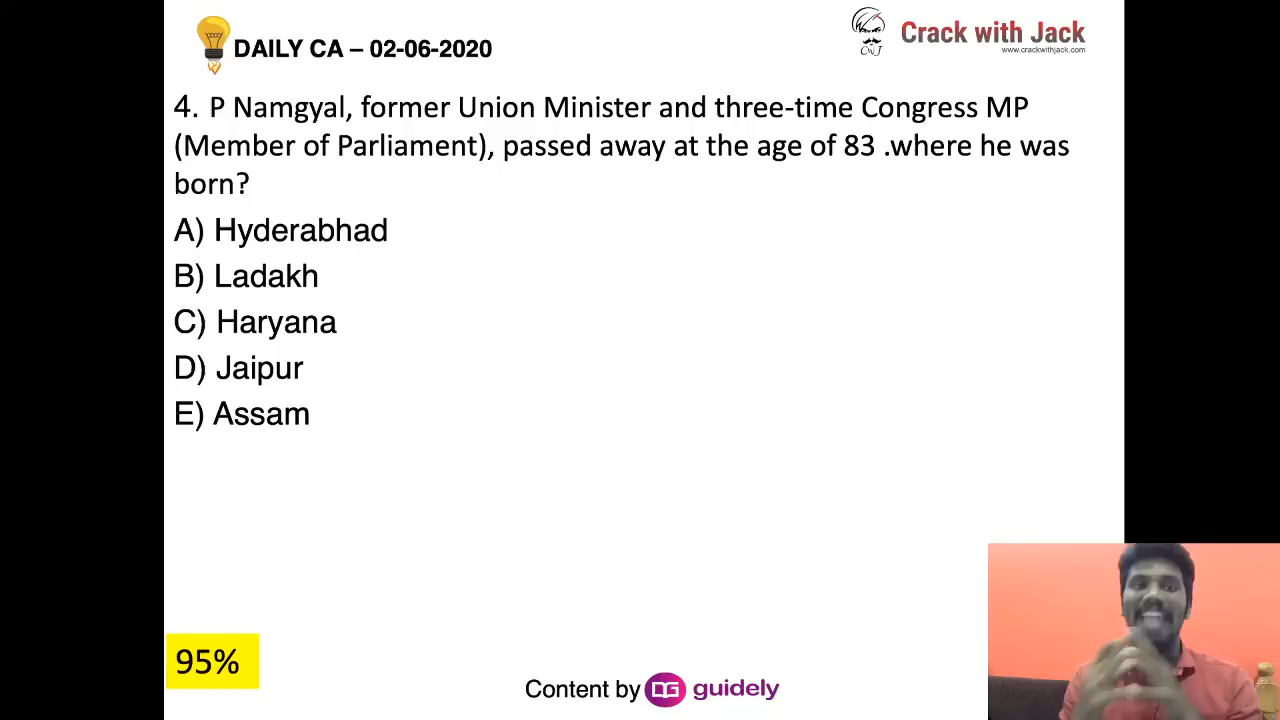 DAILY CA – 02-06-2020
CWJ
Crack with Jack
www.crackwithjack.com
4. P Namgyal, former Union Minister and three-time Congress MP
(Member of Parliament), passed away at the age of 83 .where he was
born?
A) Hyderabhad
B) Ladakh
C) Haryana
D) Jaipur
E) Assam
95%
Content by DG guidely